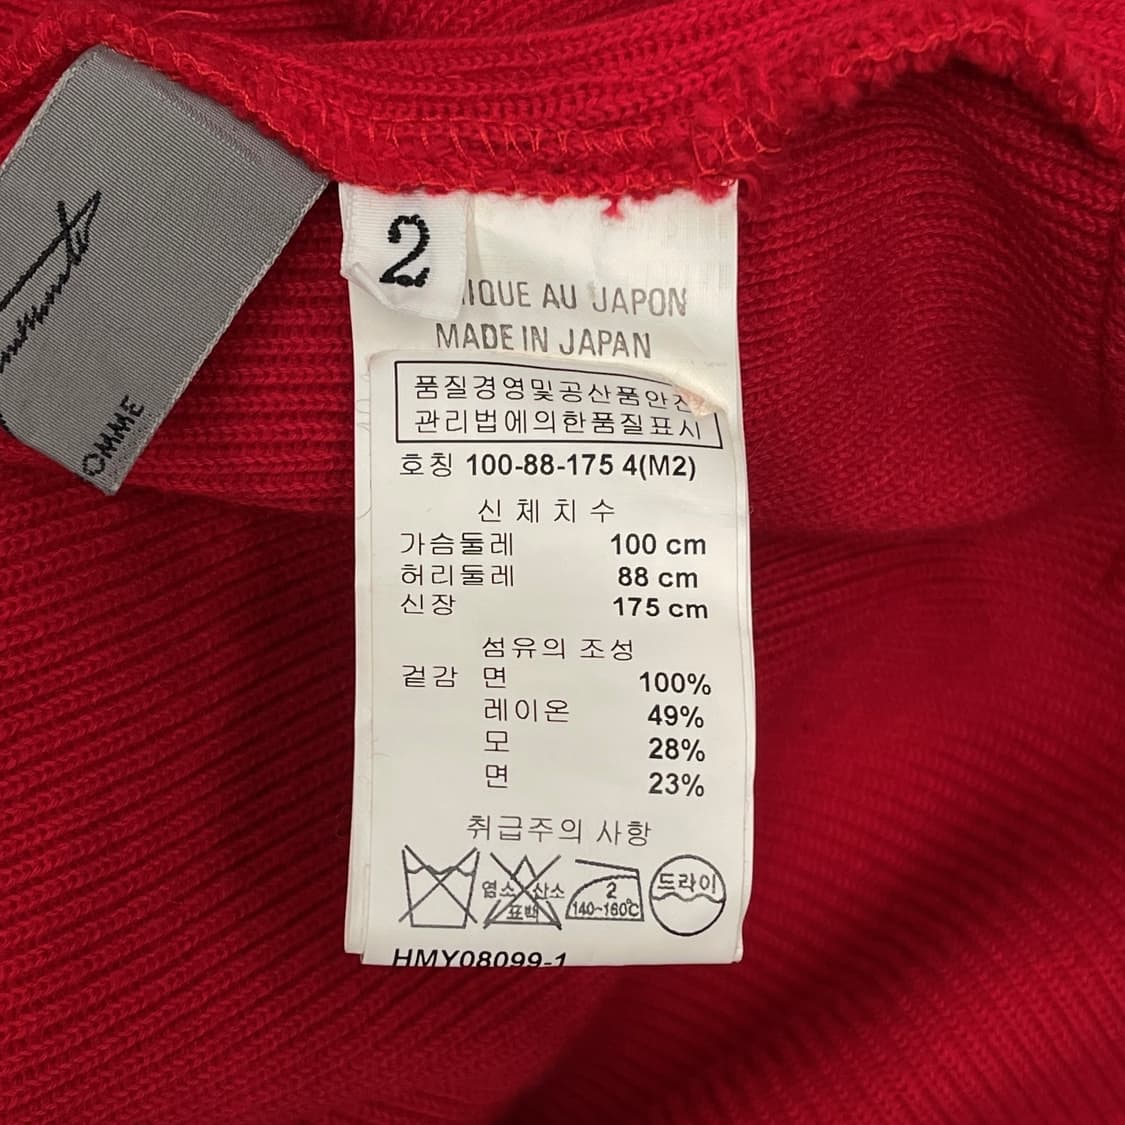 OMME
2
IQUE AU JAPON
MADE IN JAPAN
품질경영및공산품안전
관리법에의한품질표시
호칭 100-88-175 4(M2)
신 체 치 수
가슴둘레 100 cm
허리둘레 88 cm
신장 175 cm
섬유의 조성
겉감 면 100%
레이온 49%
모 28%
면 23%
취급주의 사항
염소 산소
표백
2
140~160℃
드라이
HMY08099-1